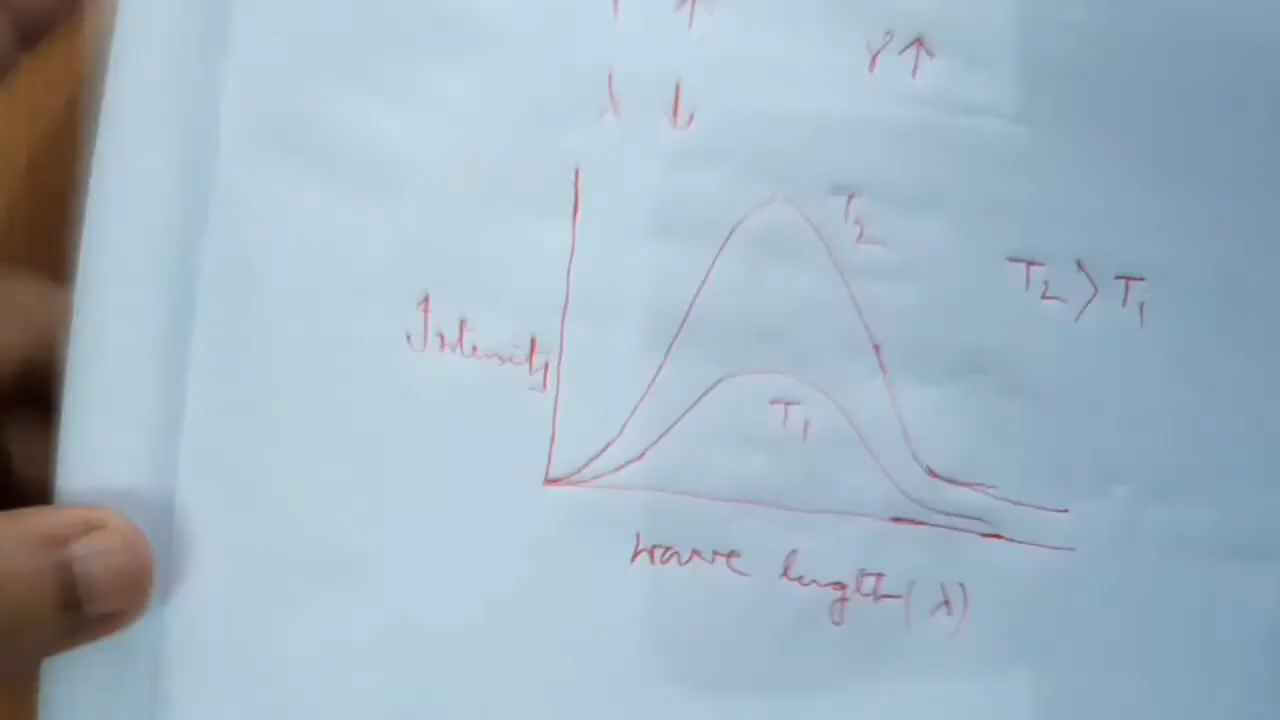 γ ↑
λ ↓
T2
T2 > T1
Intensity
T1
wave length (λ)